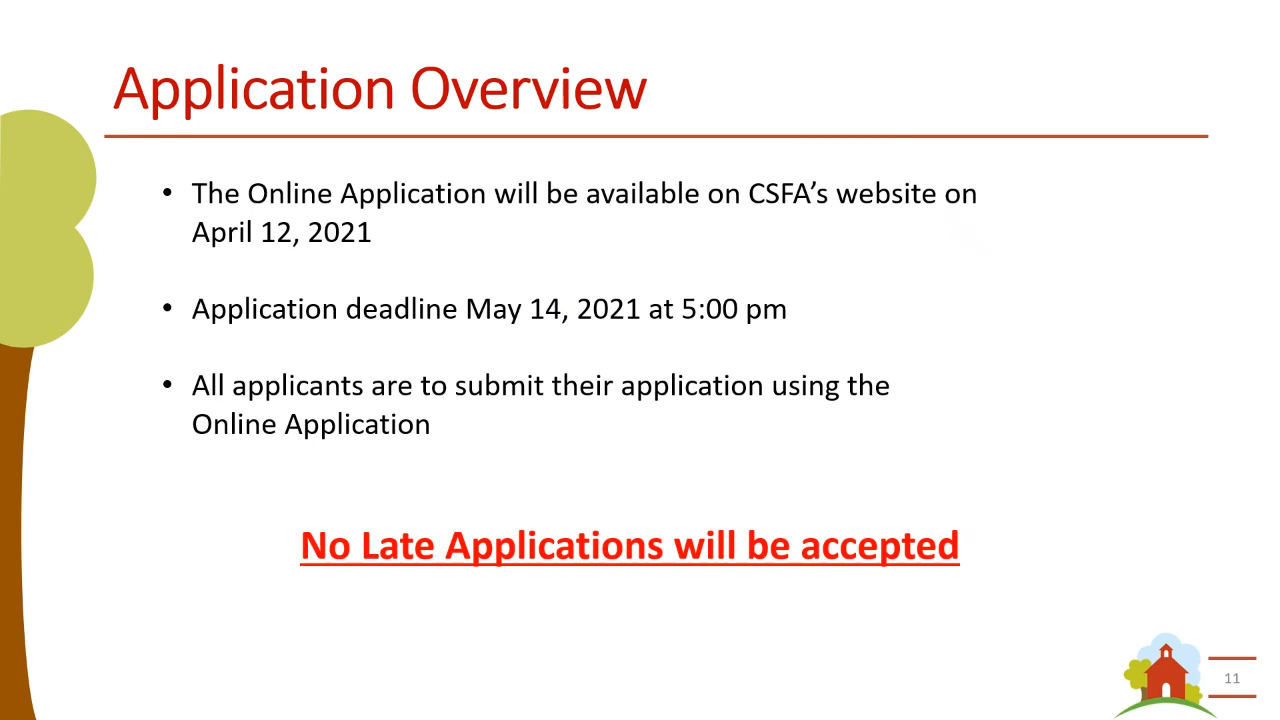 Application Overview
• The Online Application will be available on CSFA’s website on
April 12, 2021
• Application deadline May 14, 2021 at 5:00 pm
• All applicants are to submit their application using the
Online Application
No Late Applications will be accepted
11